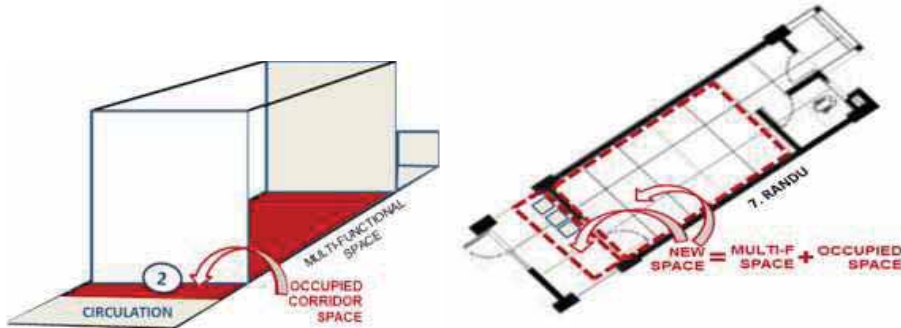 MULTI-FUNCTIONAL
SPACE
2
OCCUPIED
CORRIDOR
SPACE
CIRCULATION
7. RANDU
NEW
SPACE
=
MULTI-F
SPACE
+
OCCUPIED
SPACE